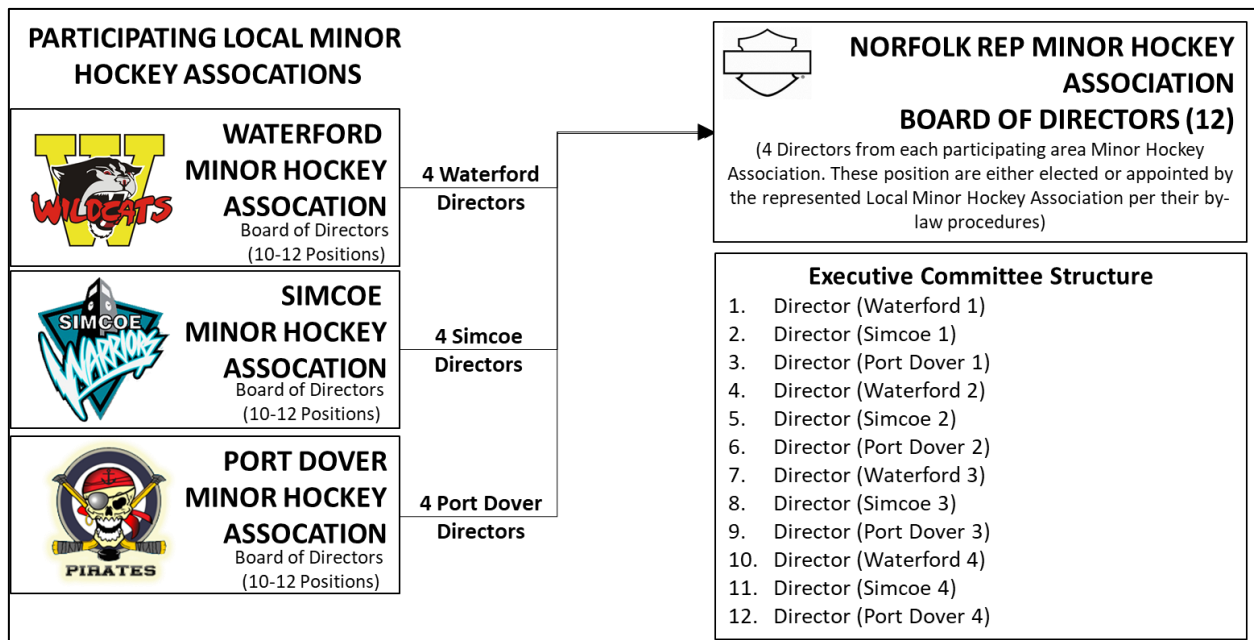 PARTICIPATING LOCAL MINOR
HOCKEY ASSOCATIONS
WATERFORD
MINOR HOCKEY
ASSOCATION
Board of Directors
(10-12 Positions)
WILDCATS
SIMCOE
MINOR HOCKEY
ASSOCATION
Board of Directors
(10-12 Positions)
SIMCOE
WARRIORS
PORT DOVER
MINOR HOCKEY
ASSOCATION
Board of Directors
(10-12 Positions)
PIRATES
4 Waterford
Directors
4 Simcoe
Directors
4 Port Dover
Directors
NORFOLK REP MINOR HOCKEY
ASSOCIATION
BOARD OF DIRECTORS (12)
(4 Directors from each participating area Minor Hockey
Association. These position are either elected or appointed by
the represented Local Minor Hockey Association per their by-
law procedures)
Executive Committee Structure
1. Director (Waterford 1)
2. Director (Simcoe 1)
3. Director (Port Dover 1)
4. Director (Waterford 2)
5. Director (Simcoe 2)
6. Director (Port Dover 2)
7. Director (Waterford 3)
8. Director (Simcoe 3)
9. Director (Port Dover 3)
10. Director (Waterford 4)
11. Director (Simcoe 4)
12. Director (Port Dover 4)